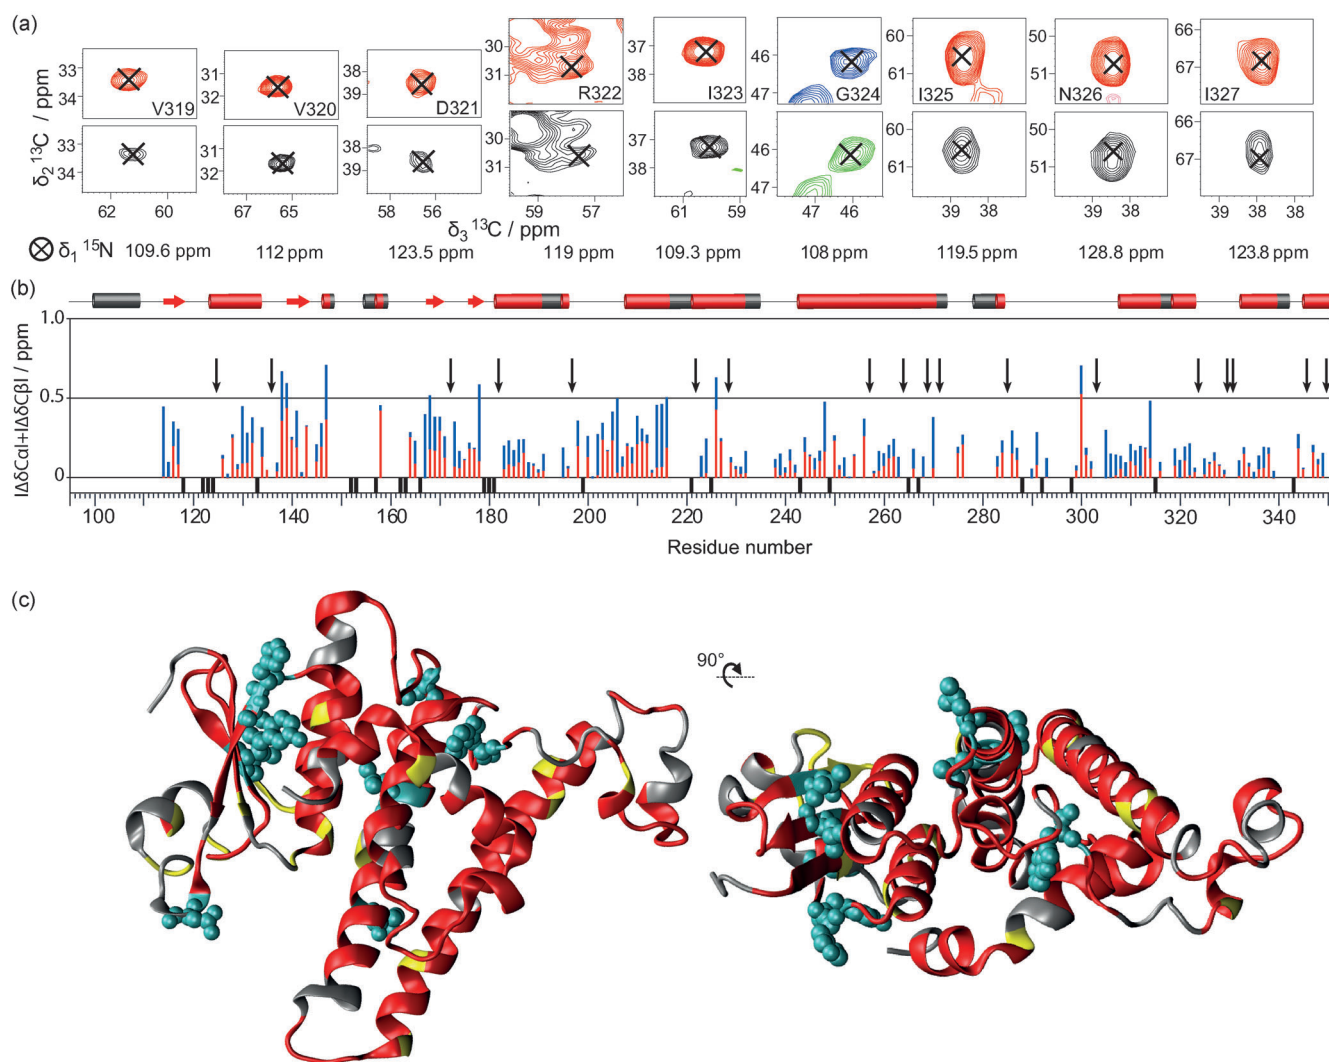 (a)
δ₂ ¹³C / ppm
33
34
V319
31
32
V320
38
39
D321
30
31
R322
37
38
I323
46
47
G324
60
61
I325
50
51
N326
66
67
I327
33
34
31
32
38
39
30
31
37
38
46
47
60
61
50
51
66
67
62 60
67 65
58 56
59 57
61 59
47 46
39 38
39 38
39 38
δ₃ ¹³C / ppm
δ₁ ¹⁵N 109.6 ppm 112 ppm 123.5 ppm 119 ppm 109.3 ppm 108 ppm 119.5 ppm 128.8 ppm 123.8 ppm
(b)
IΔδCαI+IΔδCβI / ppm
1.0
0.5
0
100 120 140 160 180 200 220 240 260 280 300 320 340
Residue number
(c)
90°